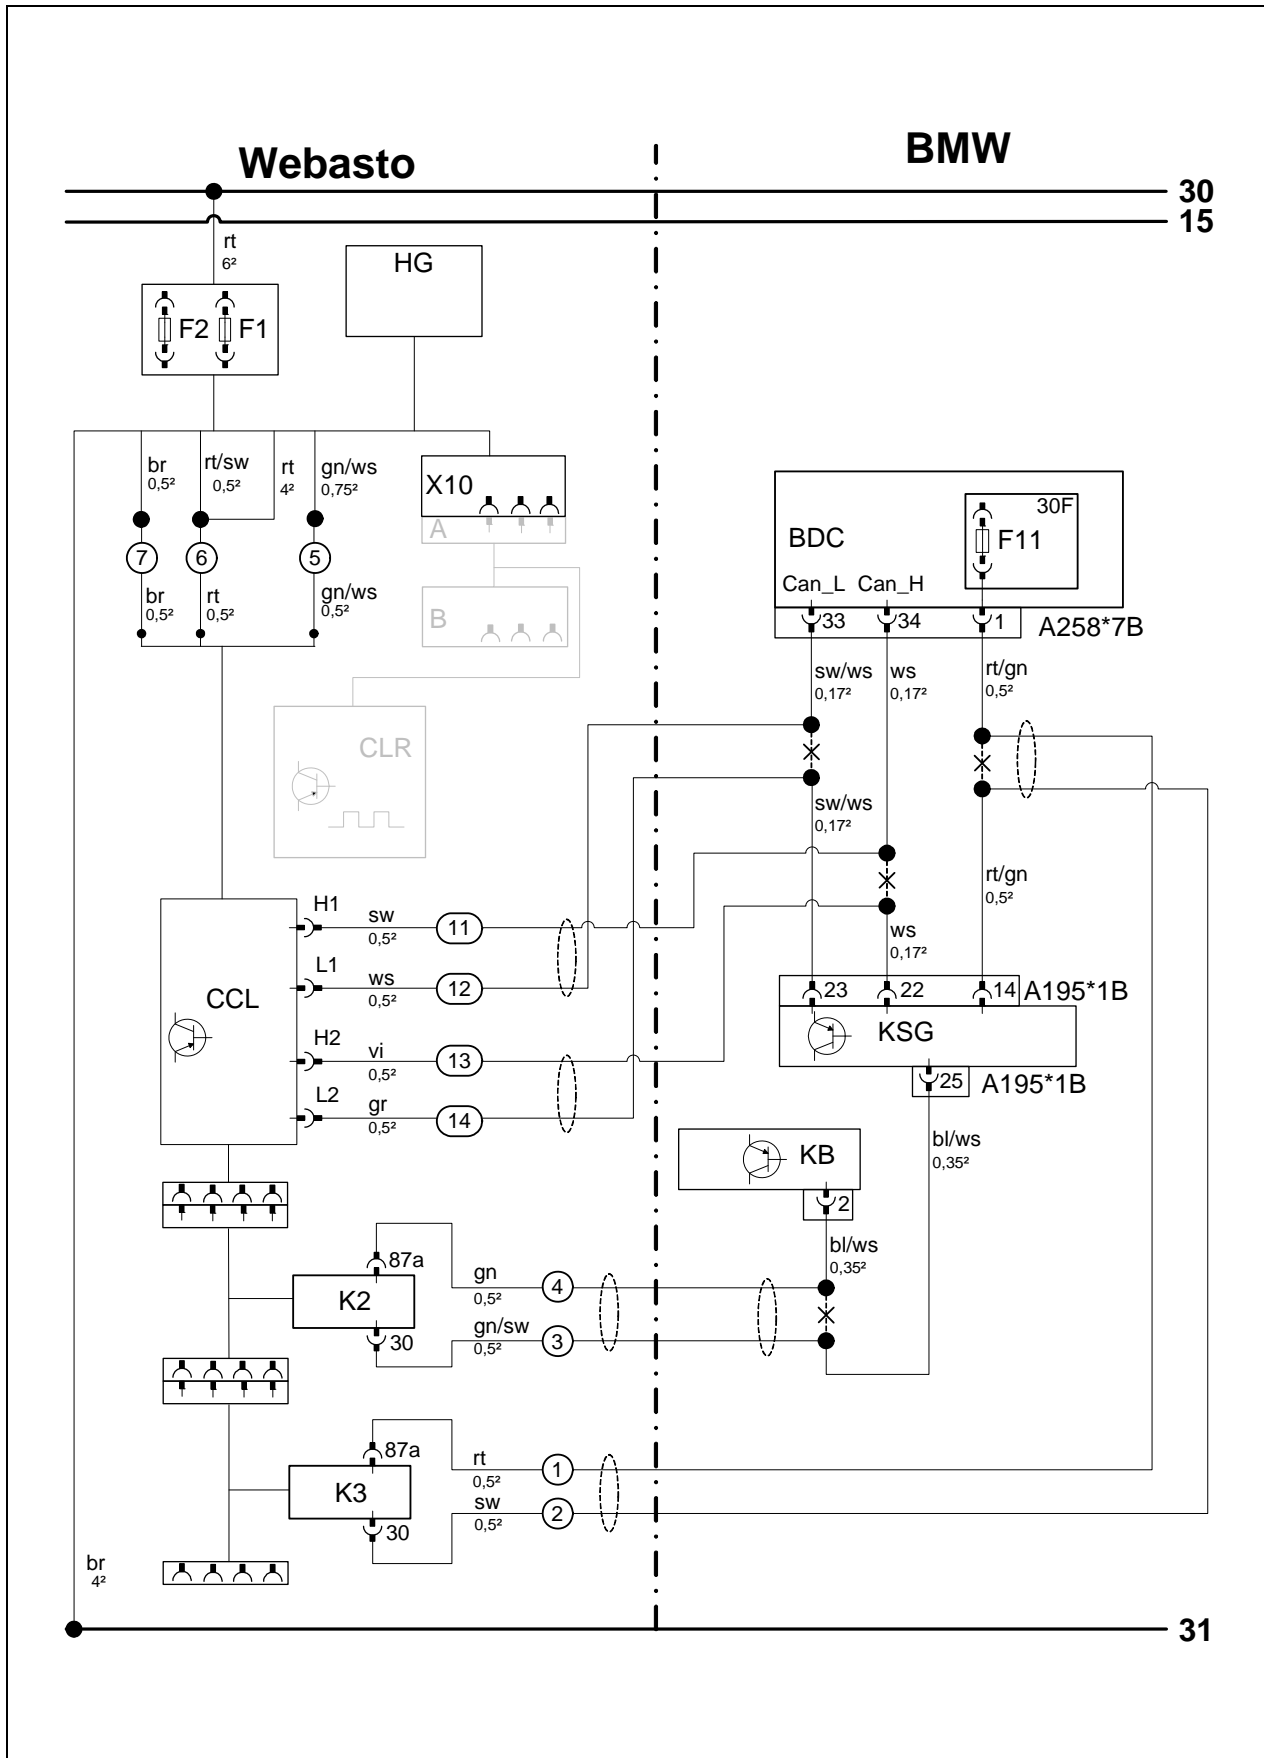 Webasto
BMW
30
15
rt
6²
HG
F2
F1
br
0,5²
rt/sw
0,5²
rt
4²
gn/ws
0,75²
X10
A
B
7
6
5
br
0,5²
rt
0,5²
gn/ws
0,5²
CLR
BDC
30F
F11
Can_L
Can_H
33
34
1
A258*7B
sw/ws
0,17²
ws
0,17²
rt/gn
0,5²
sw/ws
0,17²
rt/gn
0,5²
ws
0,17²
CCL
H1
sw
0,5²
11
L1
ws
0,5²
12
H2
vi
0,5²
13
L2
gr
0,5²
14
23
22
14
A195*1B
KSG
25
A195*1B
KB
2
bl/ws
0,35²
bl/ws
0,35²
87a
K2
30
gn
0,5²
4
gn/sw
0,5²
3
87a
K3
30
rt
0,5²
1
sw
0,5²
2
br
4²
31